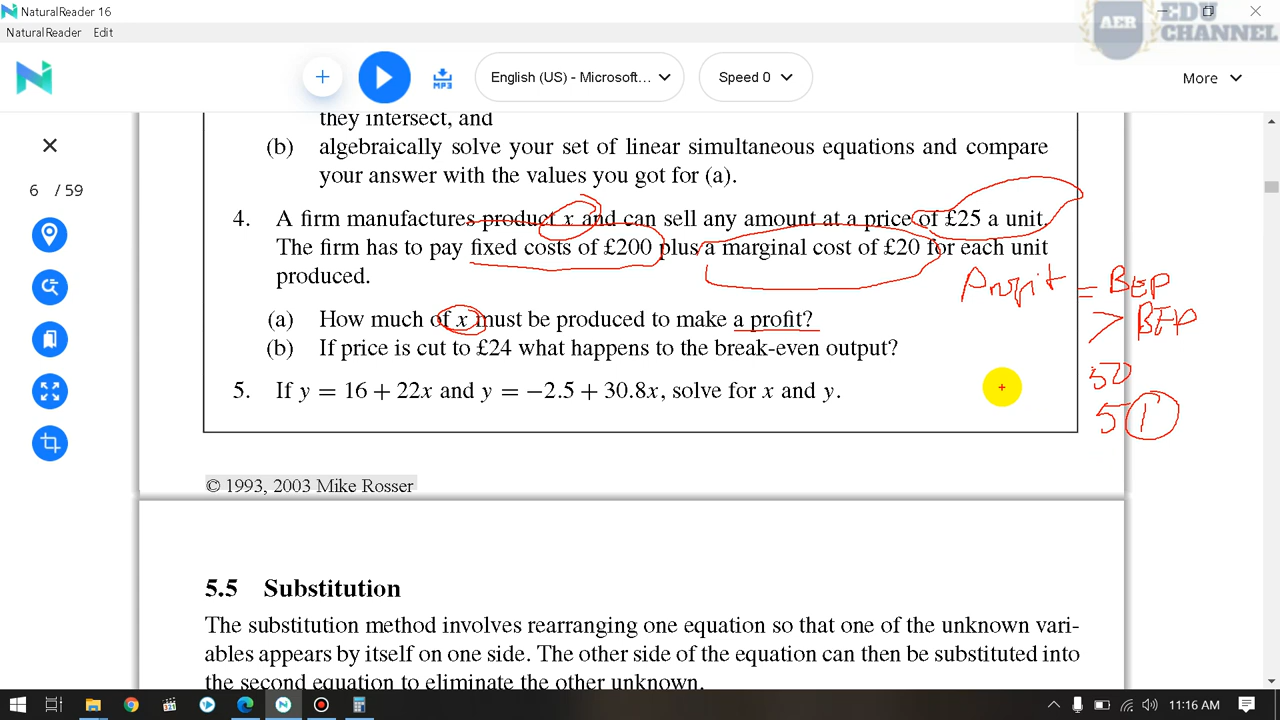 NaturalReader 16
NaturalReader Edit
AER EDU CHANNEL
MP3
English (US) - Microsoft...
Speed 0
More
6 / 59
they intersect, and
(b) algebraically solve your set of linear simultaneous equations and compare
your answer with the values you got for (a).
4. A firm manufactures product x and can sell any amount at a price of £25 a unit.
The firm has to pay fixed costs of £200 plus a marginal cost of £20 for each unit
produced.
Profit = BEP
> BEP
(a) How much of x must be produced to make a profit?
(b) If price is cut to £24 what happens to the break-even output?
50
51
5. If y = 16 + 22x and y = −2.5 + 30.8x, solve for x and y.
© 1993, 2003 Mike Rosser
5.5 Substitution
The substitution method involves rearranging one equation so that one of the unknown vari-
ables appears by itself on one side. The other side of the equation can then be substituted into
the second equation to eliminate the other unknown.
11:16 AM